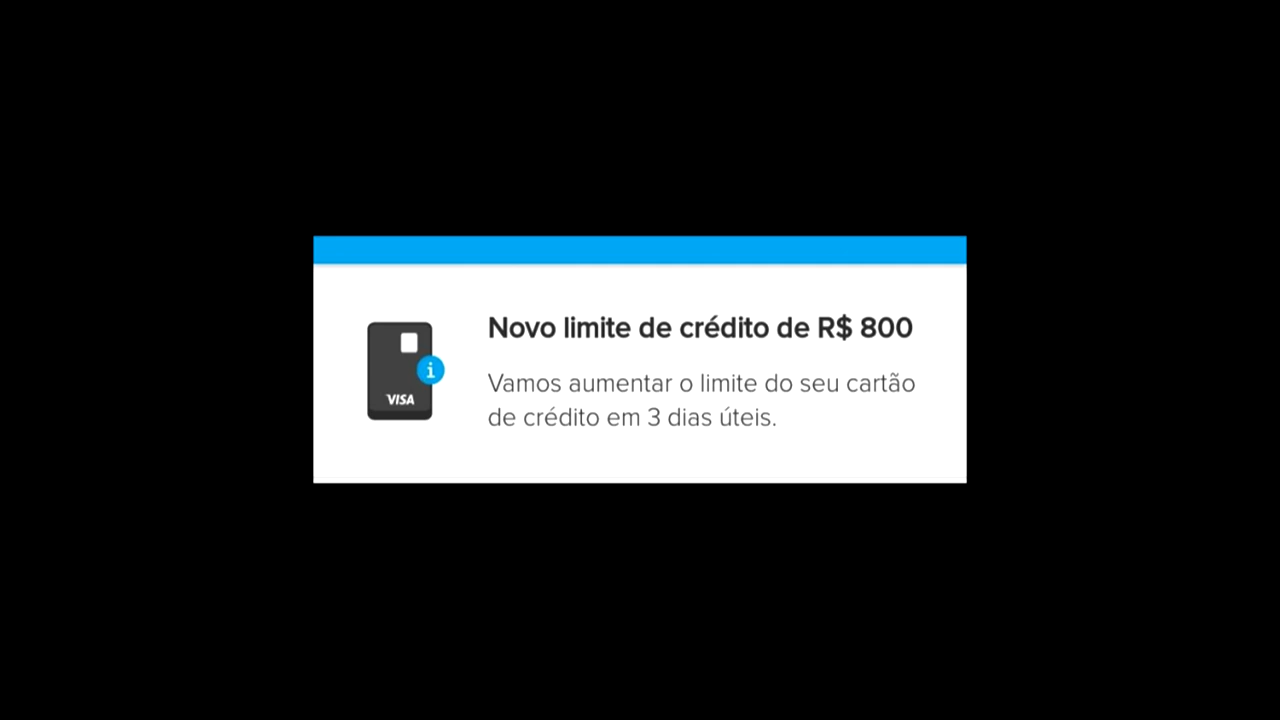 Novo limite de crédito de R$ 800
Vamos aumentar o limite do seu cartão
de crédito em 3 dias úteis.
i
VISA